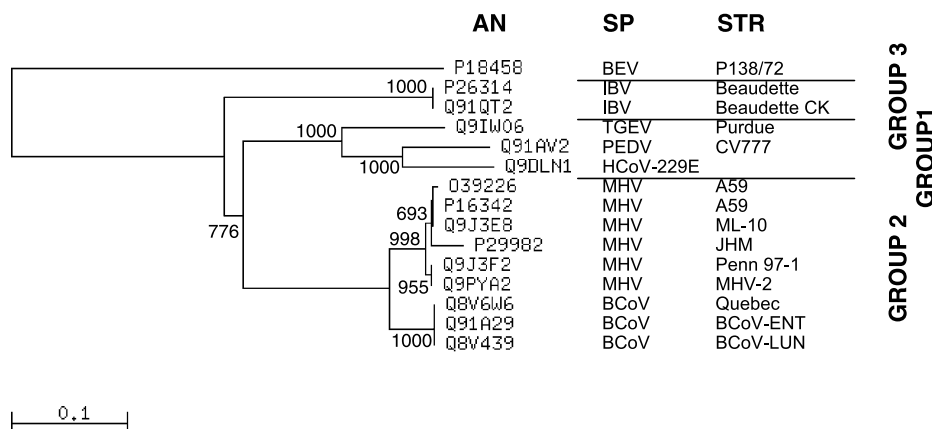 AN SP STR
P18458 BEV P138/72
1000 P26314 IBV Beaudette
Q91QT2 IBV Beaudette CK
1000 Q9IW06 TGEV Purdue
Q91AV2 PEDV CV777
1000 Q9DLN1 HCoV-229E
O39226 MHV A59
P16342 MHV A59
693 Q9J3E8 MHV ML-10
776 998 P29982 MHV JHM
Q9J3F2 MHV Penn 97-1
955 Q9PYA2 MHV MHV-2
Q8V6W6 BCoV Quebec
Q91A29 BCoV BCoV-ENT
1000 Q8V439 BCoV BCoV-LUN
GROUP 3
GROUP1
GROUP 2
0.1